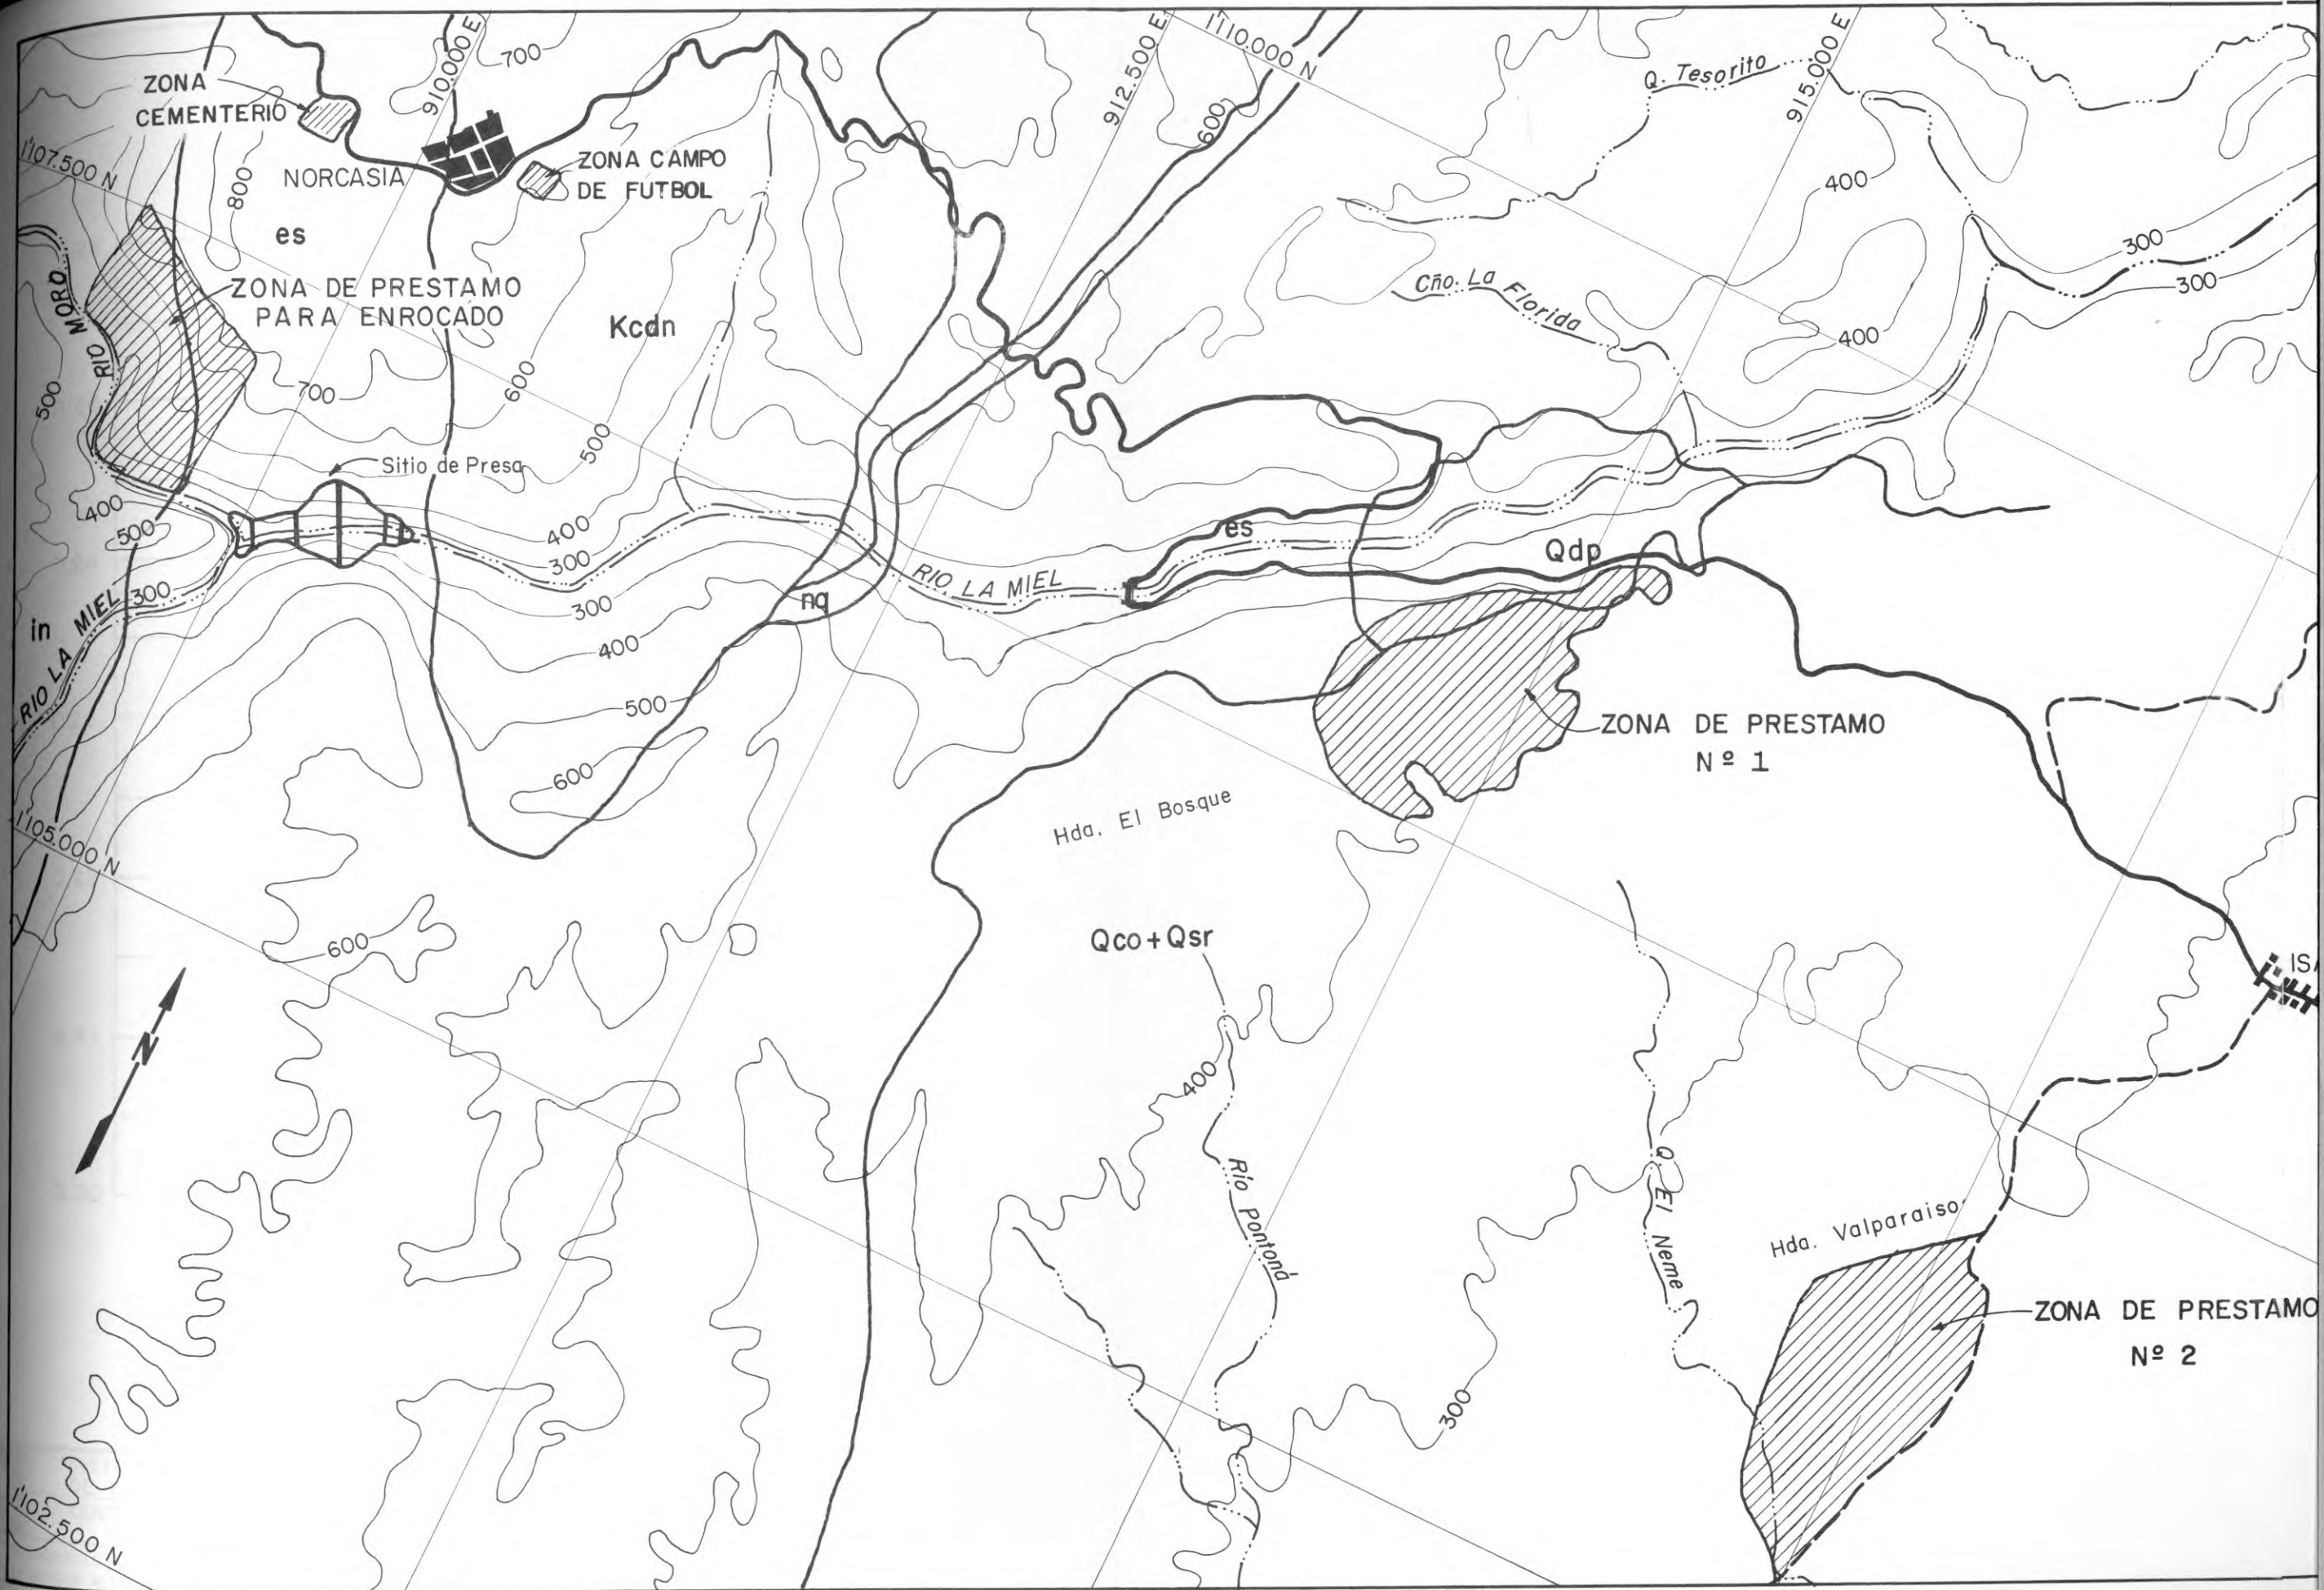 700
910.000 E
912.500 E
1'110.000 N
915.000 E
ZONA
CEMENTERIO
600
Q. Tesorito
1'107.500 N
NORCASIA
ZONA CAMPO
DE FUTBOL
800
400
es
300
300
ZONA DE PRESTAMO
PARA ENROCADO
RIO MORO
Kcdn
Cño. La Florida
400
500
700
600
500
Sitio de Presa
400
500
400
300
es
Qdp
RIO LA MIEL
300
in
RIO LA MIEL
300
nq
400
500
600
ZONA DE PRESTAMO
Nº 1
Hda. El Bosque
1'105.000 N
600
Qco+Qsr
N
400
Río Pontoná
Q. El Neme
Hda. Valparaiso
ZONA DE PRESTAMO
Nº 2
300
1'102.500 N